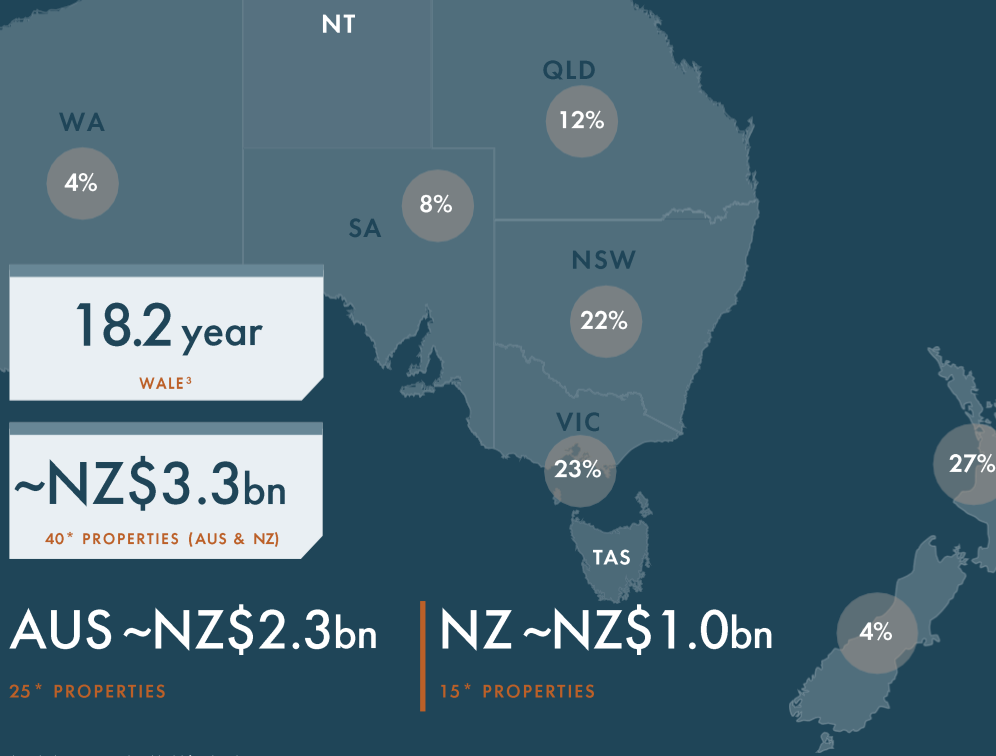 NT
QLD
12%
WA
4%
8%
SA
NSW
22%
18.2 year
WALE³
VIC
23%
27%
~NZ$3.3bn
40* PROPERTIES (AUS & NZ)
TAS
4%
AUS ~NZ$2.3bn
25* PROPERTIES
NZ ~NZ$1.0bn
15* PROPERTIES